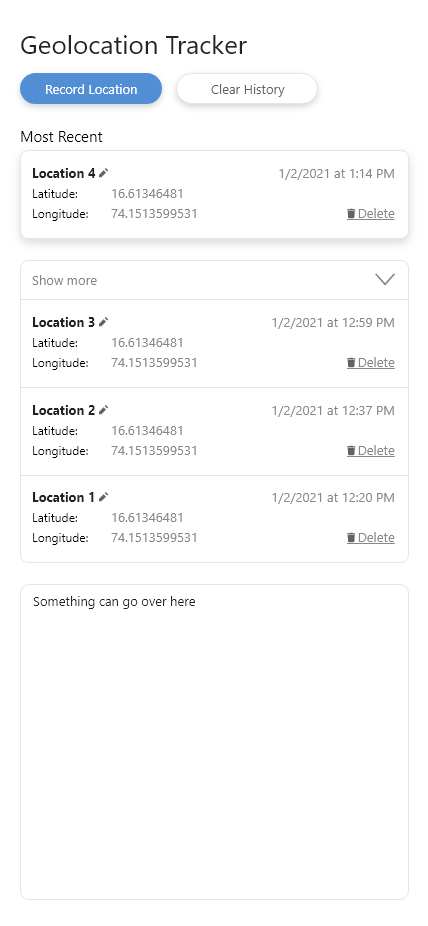 Geolocation Tracker
Record Location Clear History
Most Recent
Location 4 1/2/2021 at 1:14 PM
Latitude: 16.61346481
Longitude: 74.1513599531 Delete
Show more
Location 3 1/2/2021 at 12:59 PM
Latitude: 16.61346481
Longitude: 74.1513599531 Delete
Location 2 1/2/2021 at 12:37 PM
Latitude: 16.61346481
Longitude: 74.1513599531 Delete
Location 1 1/2/2021 at 12:20 PM
Latitude: 16.61346481
Longitude: 74.1513599531 Delete
Something can go over here